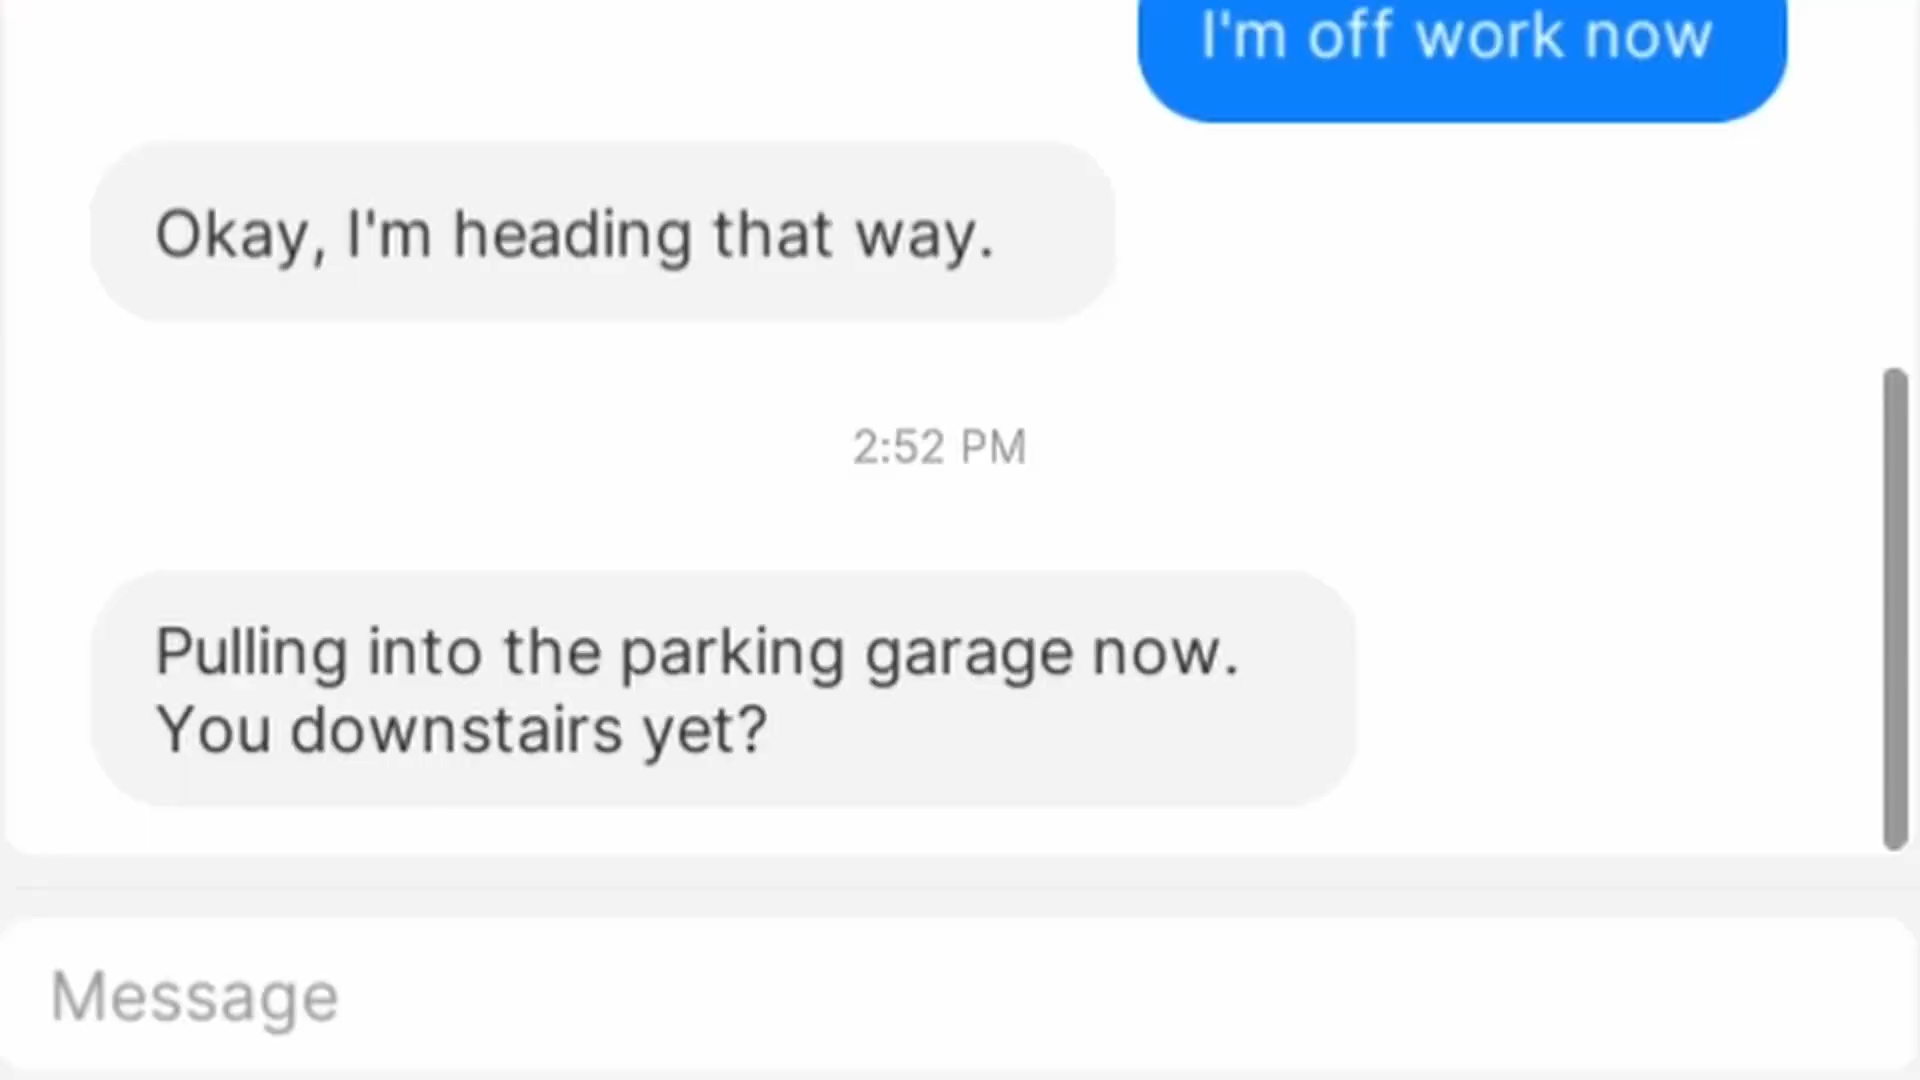 I'm off work now
Okay, I'm heading that way.
2:52 PM
Pulling into the parking garage now.
You downstairs yet?
Message